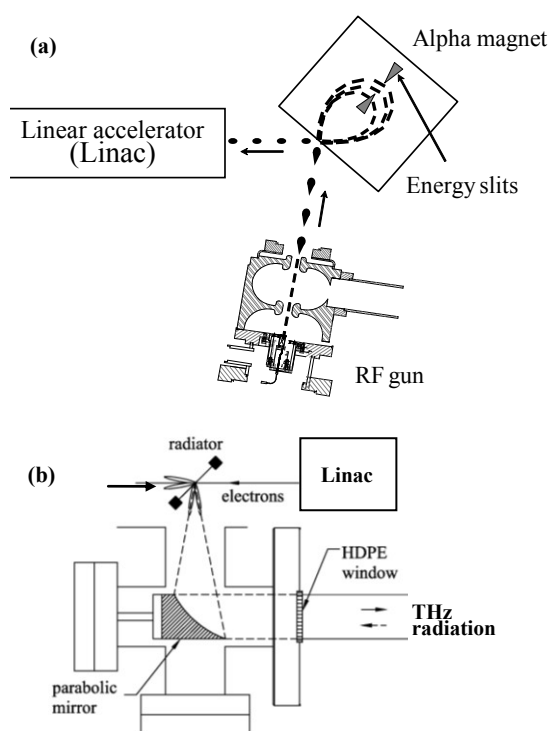 (a)
Alpha magnet
Linear accelerator
(Linac)
Energy slits
RF gun
(b)
radiator
electrons
Linac
HDPE
window
THz
radiation
parabolic
mirror